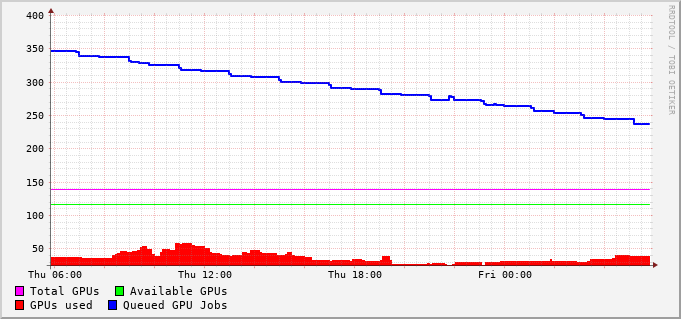 400
350
300
250
200
150
100
50
Thu 06:00 Thu 12:00 Thu 18:00 Fri 00:00
Total GPUs Available GPUs
GPUs used Queued GPU Jobs
RRDTOOL / TOBI OETIKER